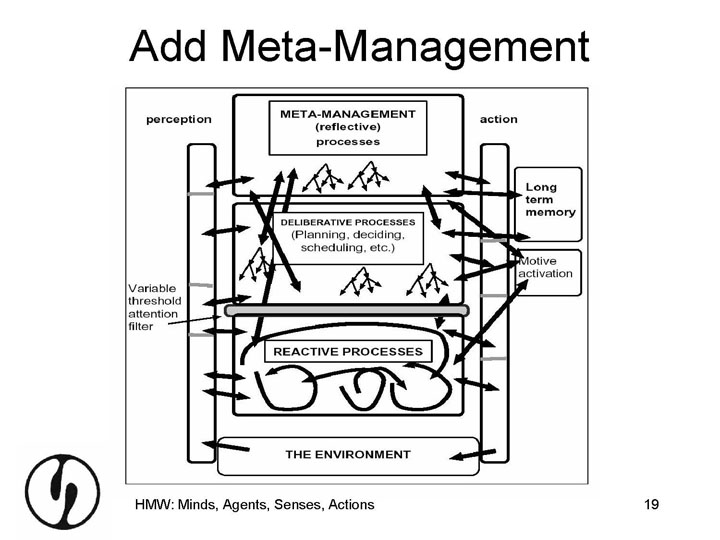 Add Meta-Management
perception
META-MANAGEMENT
(reflective)
processes
action
Long
term
memory
DELIBERATIVE PROCESSES
(Planning, deciding,
scheduling, etc.)
Motive
activation
Variable
threshold
attention
filter
REACTIVE PROCESSES
THE ENVIRONMENT
HMW: Minds, Agents, Senses, Actions
19